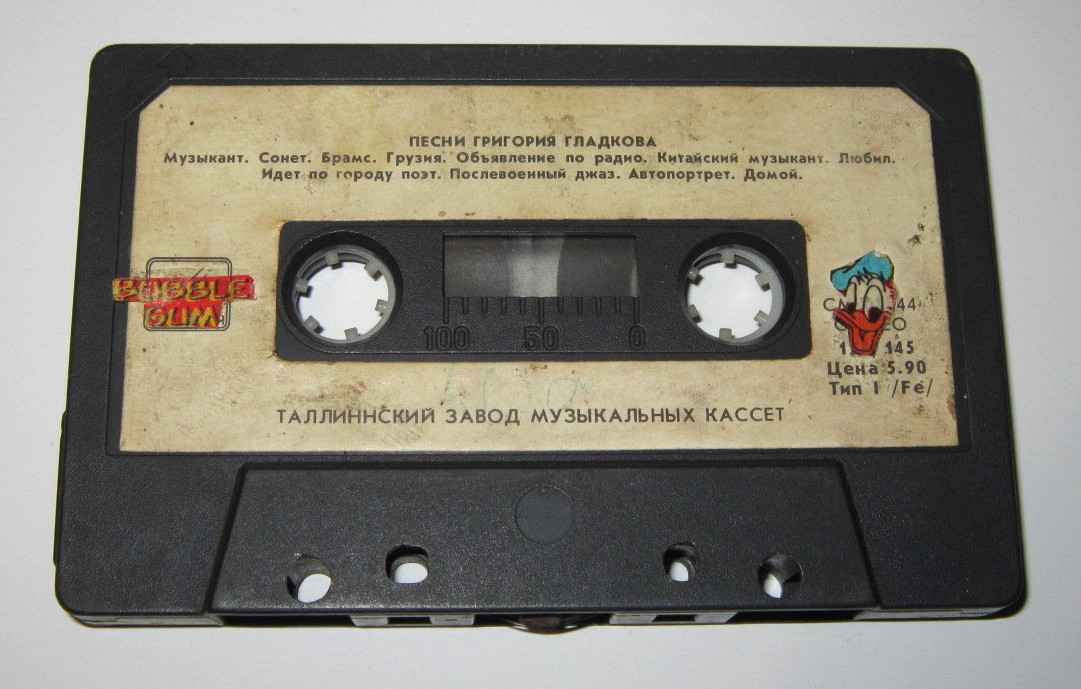 ПЕСНИ ГРИГОРИЯ ГЛАДКОВА
Музыкант. Сонет. Брамс. Грузия. Объявление по радио. Китайский музыкант. Любил.
Идет по городу поэт. Послевоенный джаз. Автопортрет. Домой.
BUBBLE
GUM
100 50 0
145
Цена 5.90
Тип I /Fe/
ТАЛЛИННСКИЙ ЗАВОД МУЗЫКАЛЬНЫХ КАССЕТ